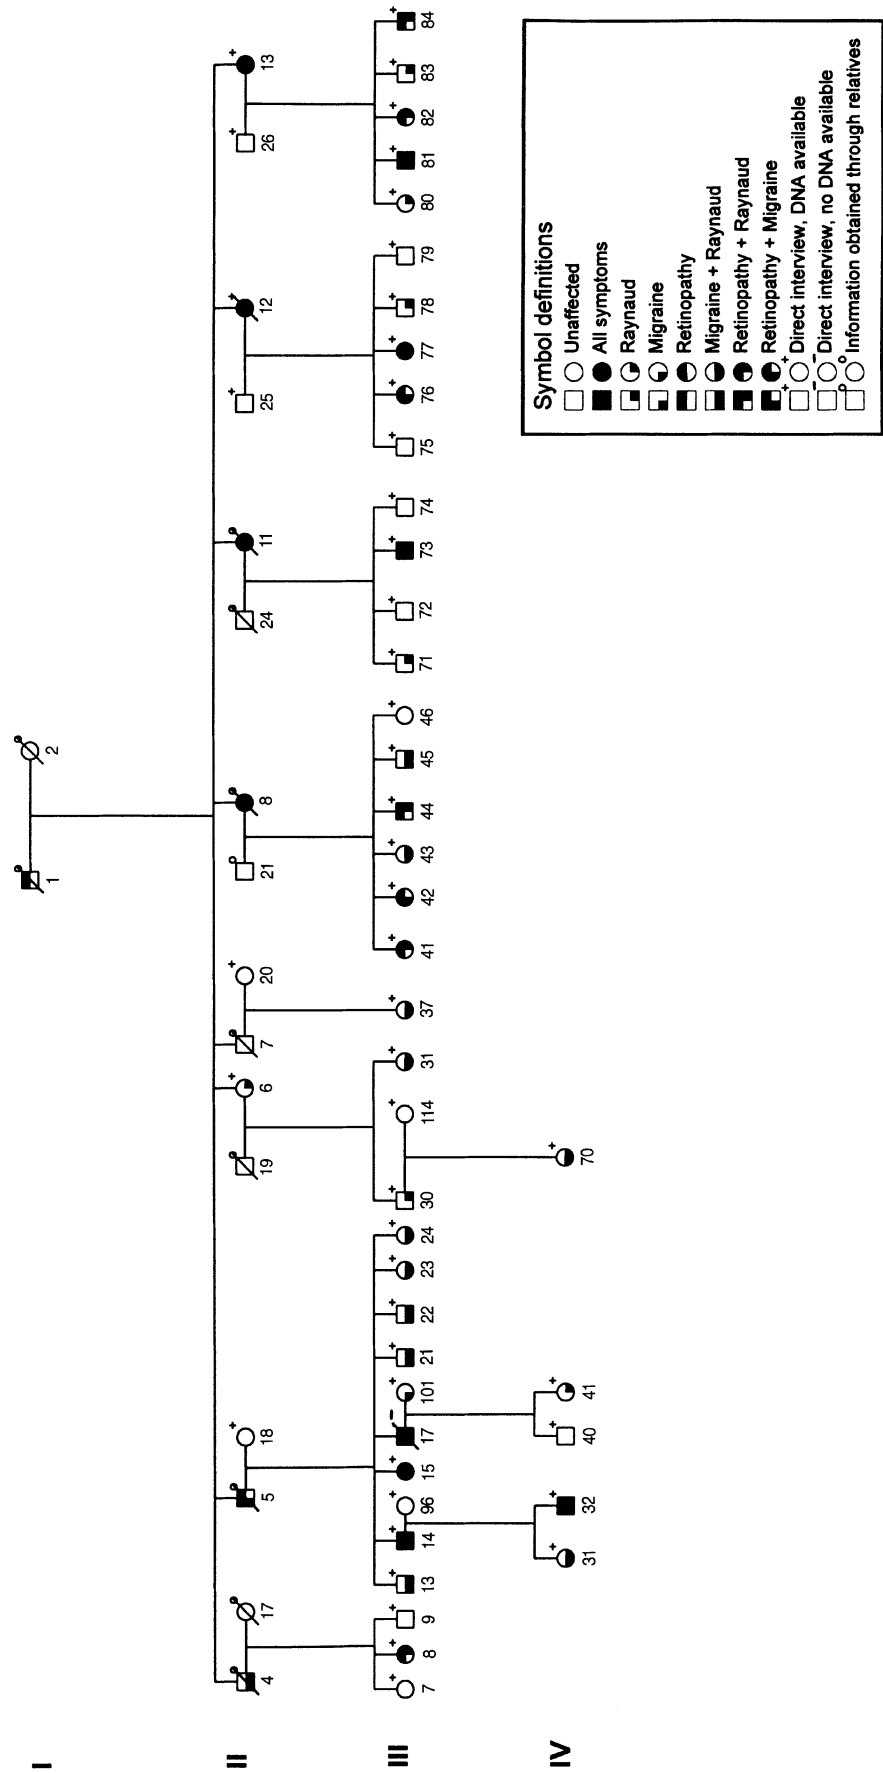 I
1 2
II
4 17 5 18 19 6 7 20 21 8 24 11 25 12 26 13
III
7 8 9 13 14 96 15 17 101 21 22 23 24 30 114 31 37 41 42 43 44 45 46 71 72 73 74 75 76 77 78 79 80 81 82 83 84
IV
31 32 40 41 70
Symbol definitions
Unaffected
All symptoms
Raynaud
Migraine
Retinopathy
Migraine + Raynaud
Retinopathy + Raynaud
Retinopathy + Migraine
Direct interview, DNA available
Direct interview, no DNA available
Information obtained through relatives